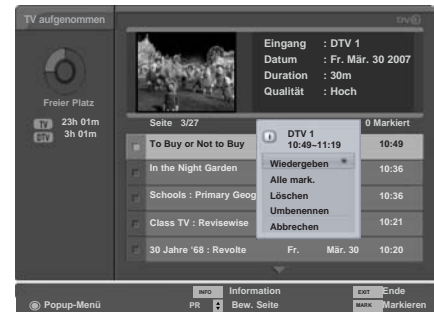 TV aufgenommen
Eingang : DTV 1
Datum : Fr. Mär. 30 2007
Duration : 30m
Qualität : Hoch
Freier Platz
TV 23h 01m
DTV 3h 01m
Seite 3/27 0 Markiert
To Buy or Not to Buy 10:49
DTV 1
10:49~11:19
Wiedergeben
Alle mark.
Löschen
Umbenennen
Abbrechen
In the Night Garden 10:36
Schools : Primary Geog 10:36
Class TV : Revisewise 10:21
30 Jahre '68 : Revolte Fr. Mär. 30 10:20
INFO Information EXIT Ende
Popup-Menü PR Bew. Seite MARK Markieren